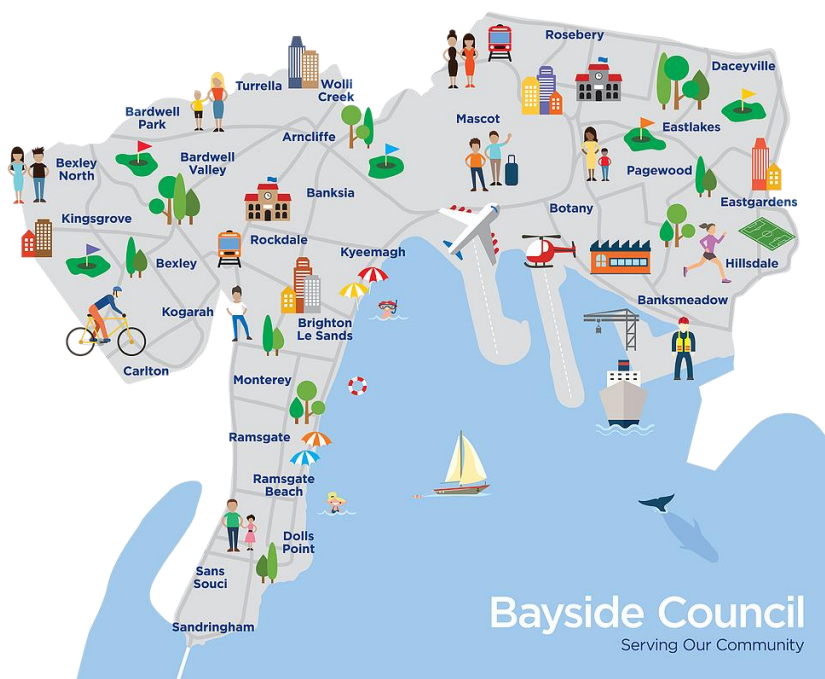 Rosebery
Daceyville
Turrella
Wolli
Creek
Bardwell
Park
Mascot
Eastlakes
Arncliffe
Bexley
North
Bardwell
Valley
Pagewood
Banksia
Eastgardens
Kingsgrove
Botany
Rockdale
Kyeemagh
Bexley
Hillsdale
Banksmeadow
Kogarah
Brighton
Le Sands
Carlton
Monterey
Ramsgate
Ramsgate
Beach
Dolls
Point
Sans
Souci
Sandringham
Bayside Council
Serving Our Community